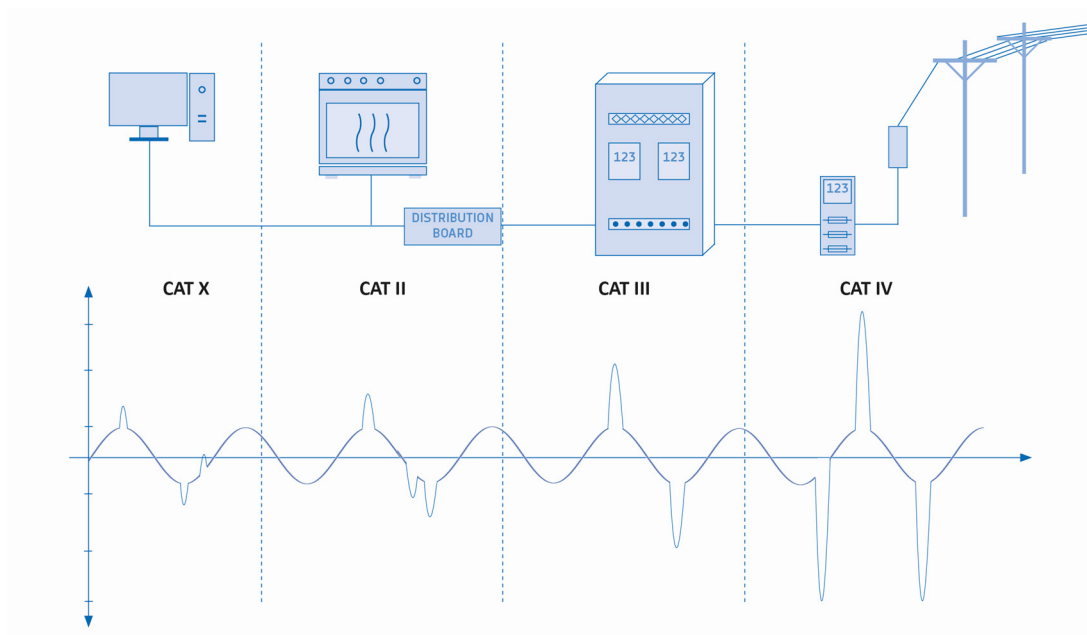 123 123
123
DISTRIBUTION
BOARD
CAT X CAT II CAT III CAT IV